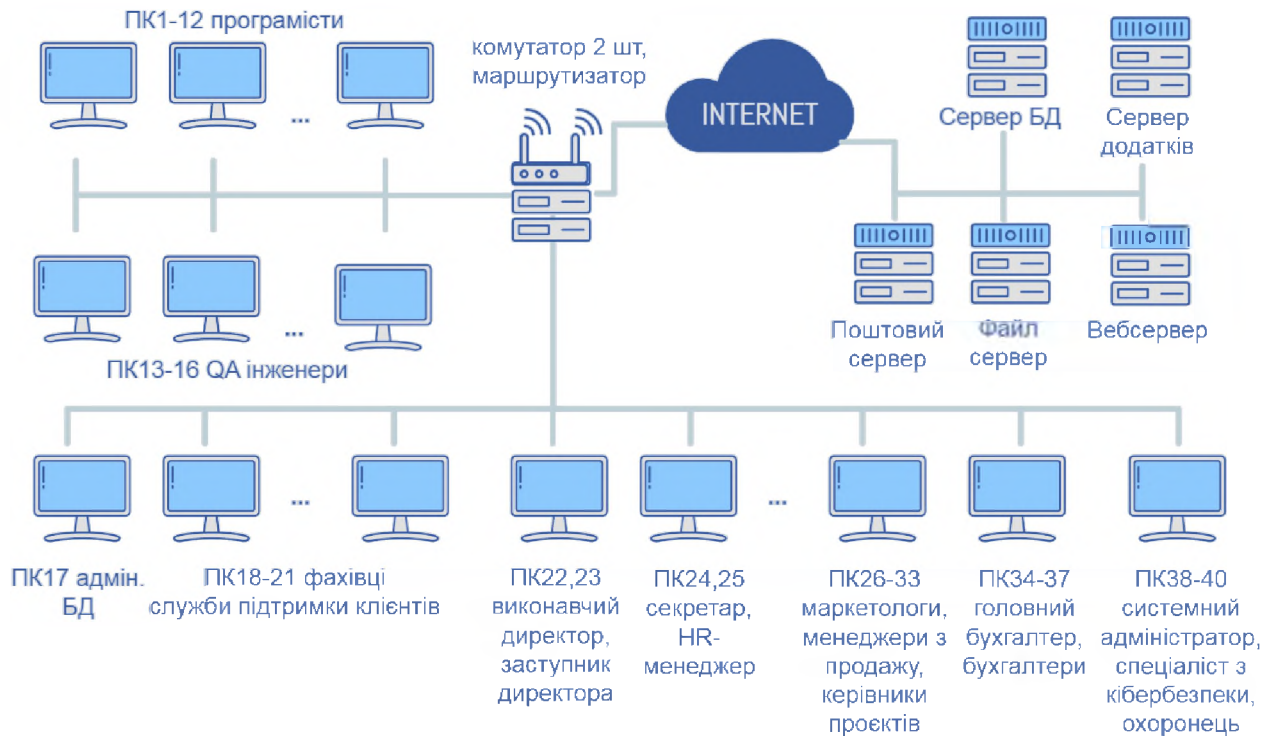 ПК1-12 програмісти
...
комутатор 2 шт,
маршрутизатор
INTERNET
Сервер БД
Сервер
додатків
...
ПК13-16 QA інженери
Поштовий
сервер
Файл
сервер
Вебсервер
...
...
ПК17 адмін.
БД
ПК18-21 фахівці
служби підтримки клієнтів
ПК22,23
виконавчий
директор,
заступник
директора
ПК24,25
секретар,
HR-
менеджер
ПК26-33
маркетологи,
менеджери з
продажу,
керівники
проєктів
ПК34-37
головний
бухгалтер,
бухгалтери
ПК38-40
системний
адміністратор,
спеціаліст з
кібербезпеки,
охоронець